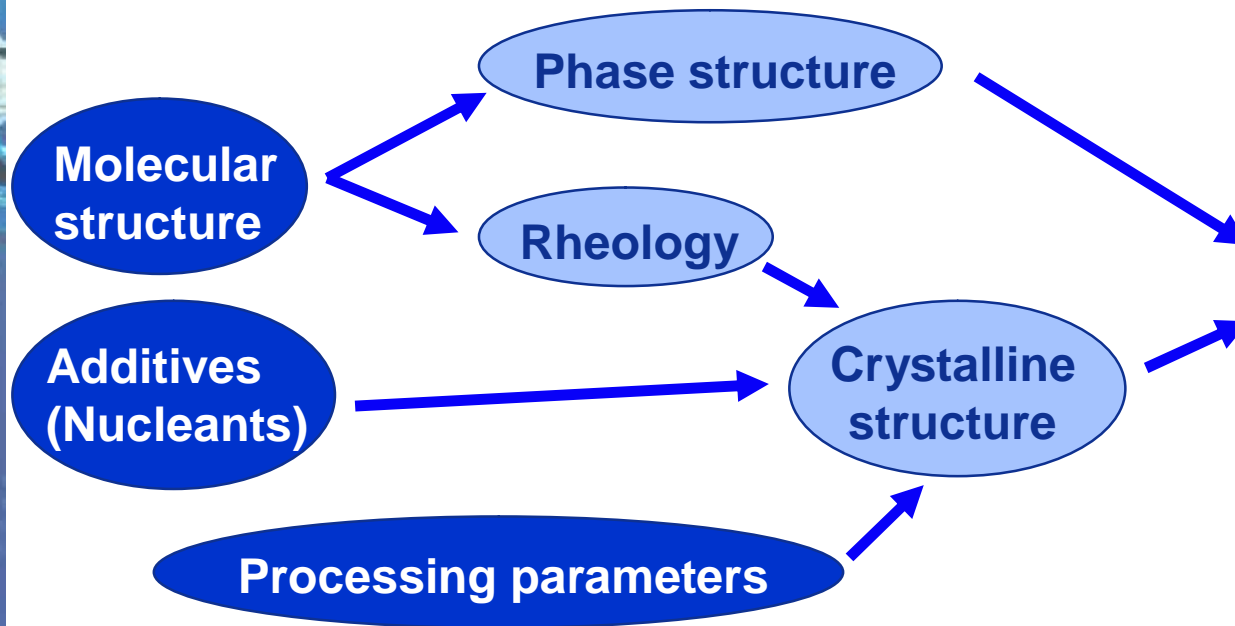 Phase structure
Molecular
structure
Rheology
Additives
(Nucleants)
Crystalline
structure
Processing parameters